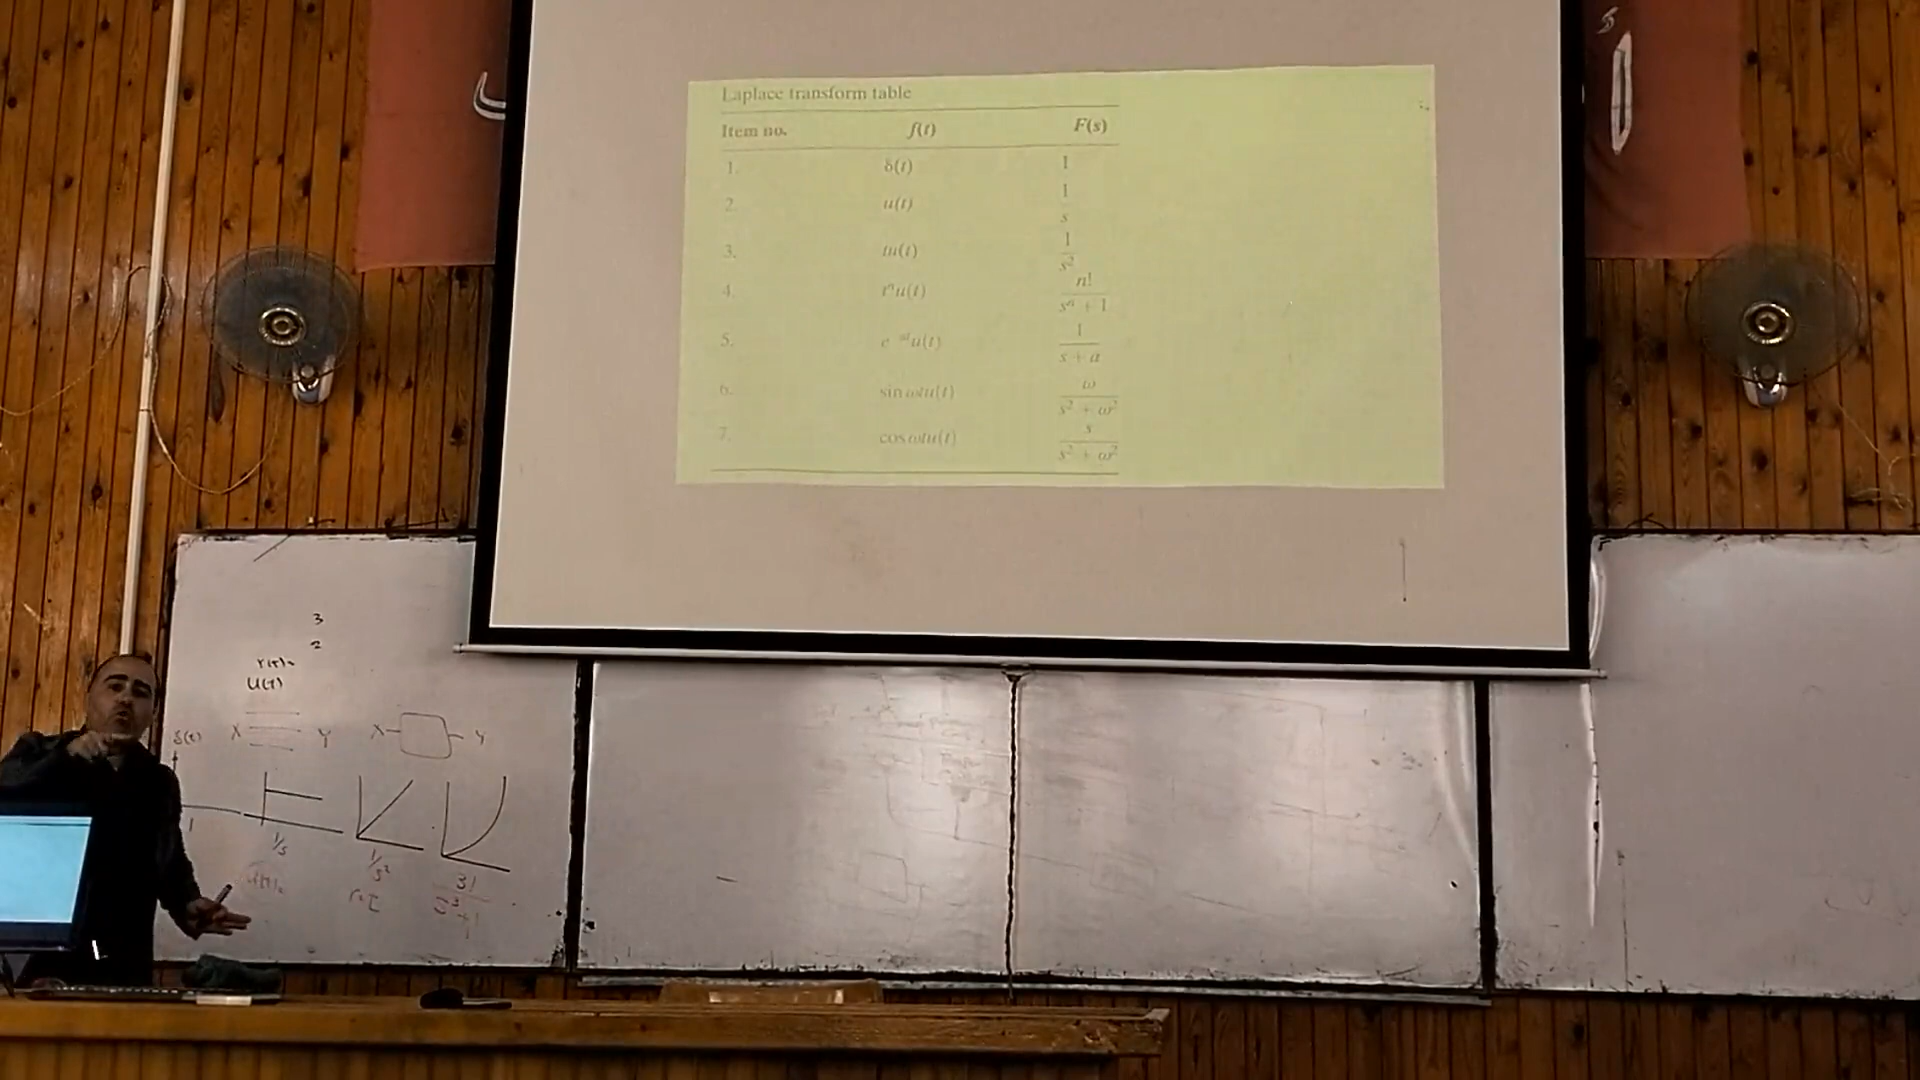 Laplace transform table
Item no. f(t) F(s)
1. δ(t) 1
2. u(t) 1/s
3. tu(t) 1/s²
4. tⁿu(t) n!/sⁿ + 1
5. e⁻ᵃᵗu(t) 1/s + a
6. sin ωtu(t) ω/s² + ω²
7. cos ωtu(t) s/s² + ω²
3
2
r(t)=
u(t)
δ(t) X Y X Y
1 1/s 1/s² 3!